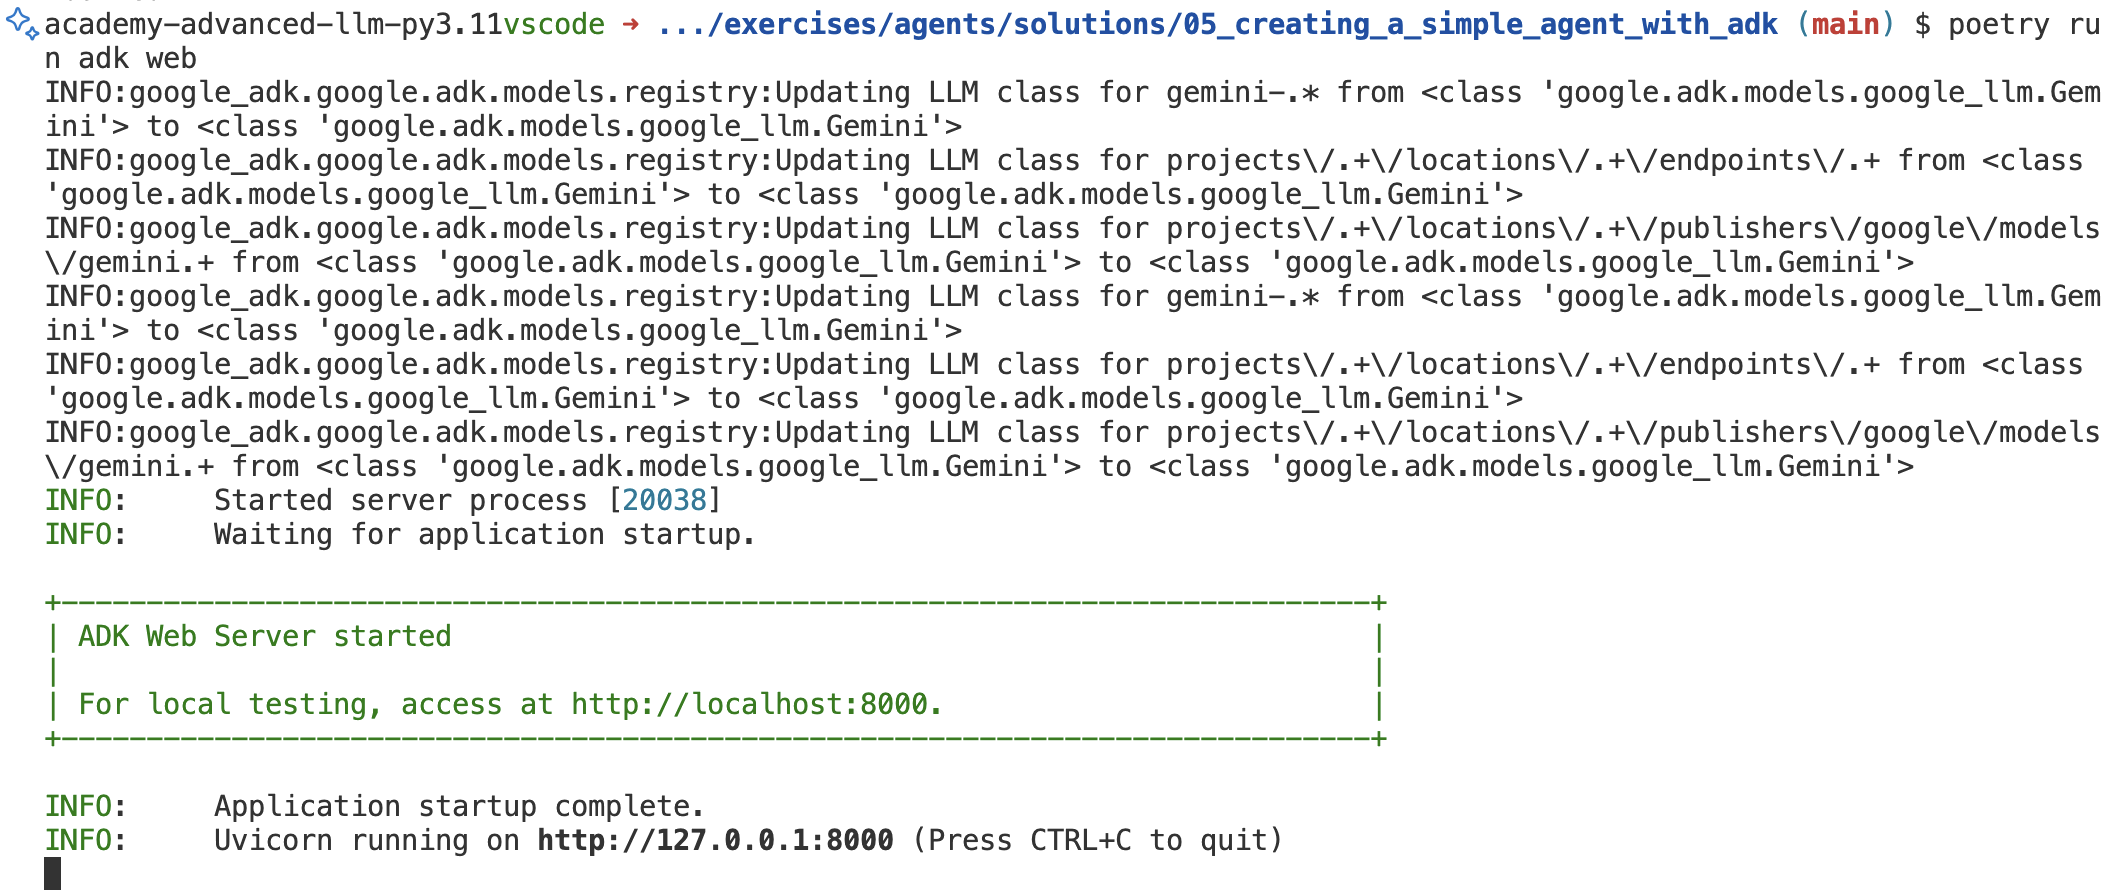 academy-advanced-llm-py3.11vscode ➜ .../exercises/agents/solutions/05_creating_a_simple_agent_with_adk (main) $ poetry ru
n adk web
INFO:google_adk.google.adk.models.registry:Updating LLM class for gemini-.* from <class 'google.adk.models.google_llm.Gem
ini'> to <class 'google.adk.models.google_llm.Gemini'>
INFO:google_adk.google.adk.models.registry:Updating LLM class for projects\/.+\/locations\/.+\/endpoints\/.+ from <class
'google.adk.models.google_llm.Gemini'> to <class 'google.adk.models.google_llm.Gemini'>
INFO:google_adk.google.adk.models.registry:Updating LLM class for projects\/.+\/locations\/.+\/publishers\/google\/models
\/gemini.+ from <class 'google.adk.models.google_llm.Gemini'> to <class 'google.adk.models.google_llm.Gemini'>
INFO:google_adk.google.adk.models.registry:Updating LLM class for gemini-.* from <class 'google.adk.models.google_llm.Gem
ini'> to <class 'google.adk.models.google_llm.Gemini'>
INFO:google_adk.google.adk.models.registry:Updating LLM class for projects\/.+\/locations\/.+\/endpoints\/.+ from <class
'google.adk.models.google_llm.Gemini'> to <class 'google.adk.models.google_llm.Gemini'>
INFO:google_adk.google.adk.models.registry:Updating LLM class for projects\/.+\/locations\/.+\/publishers\/google\/models
\/gemini.+ from <class 'google.adk.models.google_llm.Gemini'> to <class 'google.adk.models.google_llm.Gemini'>
INFO:     Started server process [20038]
INFO:     Waiting for application startup.
+-----------------------------------------------------------------------------+
| ADK Web Server started                                                      |
|                                                                             |
| For local testing, access at http://localhost:8000.                         |
+-----------------------------------------------------------------------------+
INFO:     Application startup complete.
INFO:     Uvicorn running on http://127.0.0.1:8000 (Press CTRL+C to quit)